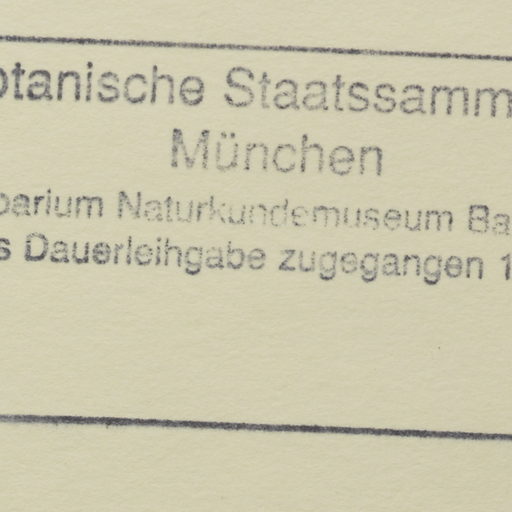 otanische Staatssamm
München
barium Naturkundemuseum Ba
s Dauerleihgabe zugegangen 1